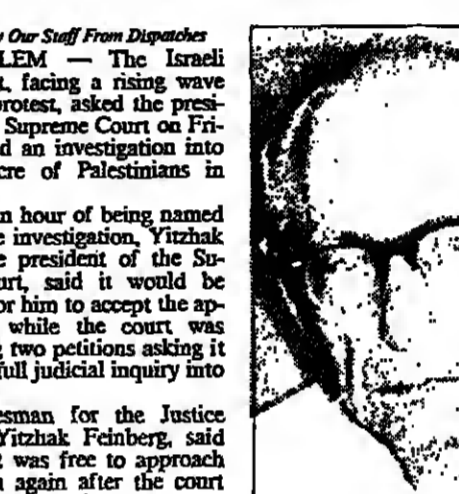 Our Staff From Dispatches
LEM — The Israeli
t, facing a rising wave
protest, asked the presi-
Supreme Court on Fri-
d an investigation into
cre of Palestinians in
n hour of being named
e investigation, Yitzhak
e president of the Su-
urt, said it would be
or him to accept the ap-
while the court was
g two petitions asking it
full judicial inquiry into
esman for the Justice
Yitzhak Feinberg, said
was free to approach
again after the court